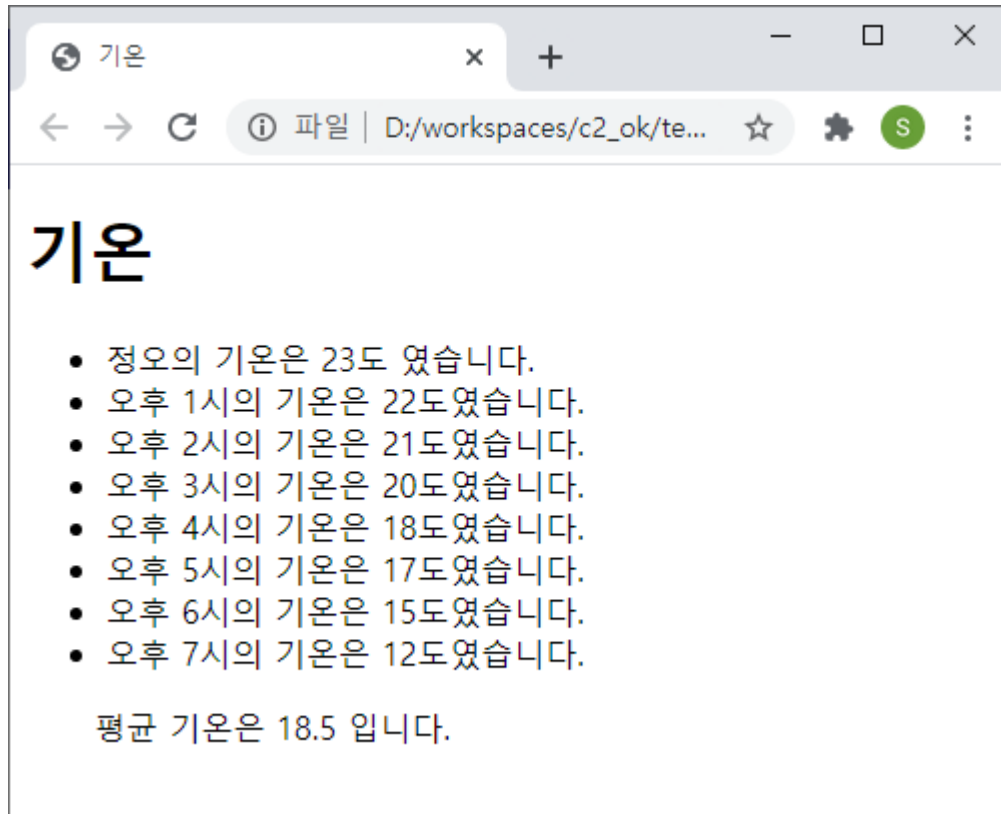 기온
파일 | D:/workspaces/c2_ok/te...
S
기온
• 정오의 기온은 23도 였습니다.
• 오후 1시의 기온은 22도였습니다.
• 오후 2시의 기온은 21도였습니다.
• 오후 3시의 기온은 20도였습니다.
• 오후 4시의 기온은 18도였습니다.
• 오후 5시의 기온은 17도였습니다.
• 오후 6시의 기온은 15도였습니다.
• 오후 7시의 기온은 12도였습니다.
평균 기온은 18.5 입니다.